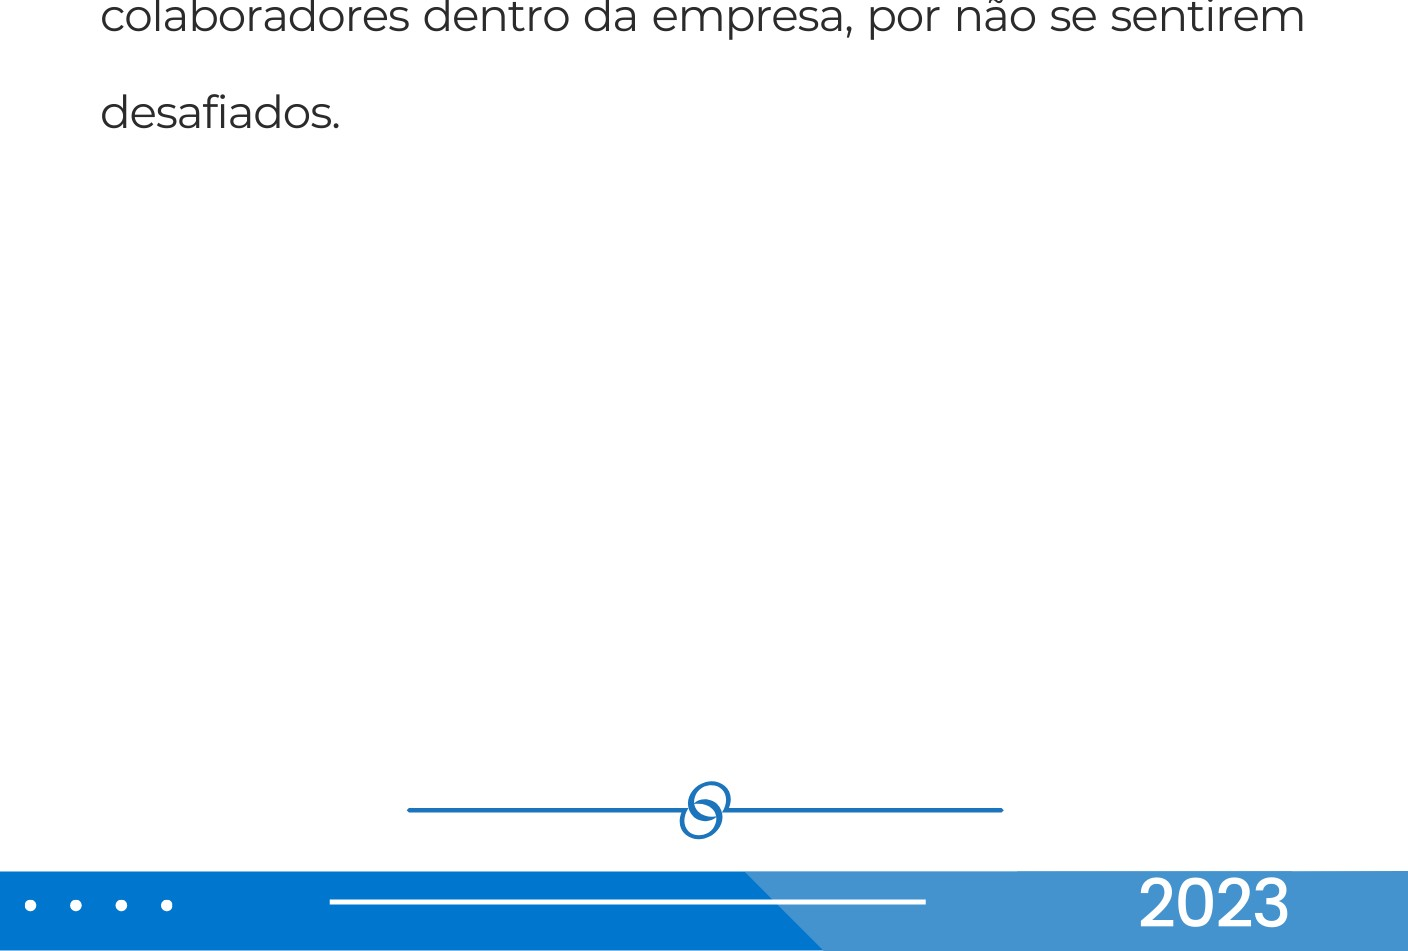 colaboradores dentro da empresa, por não se sentirem
desafiados.
2023